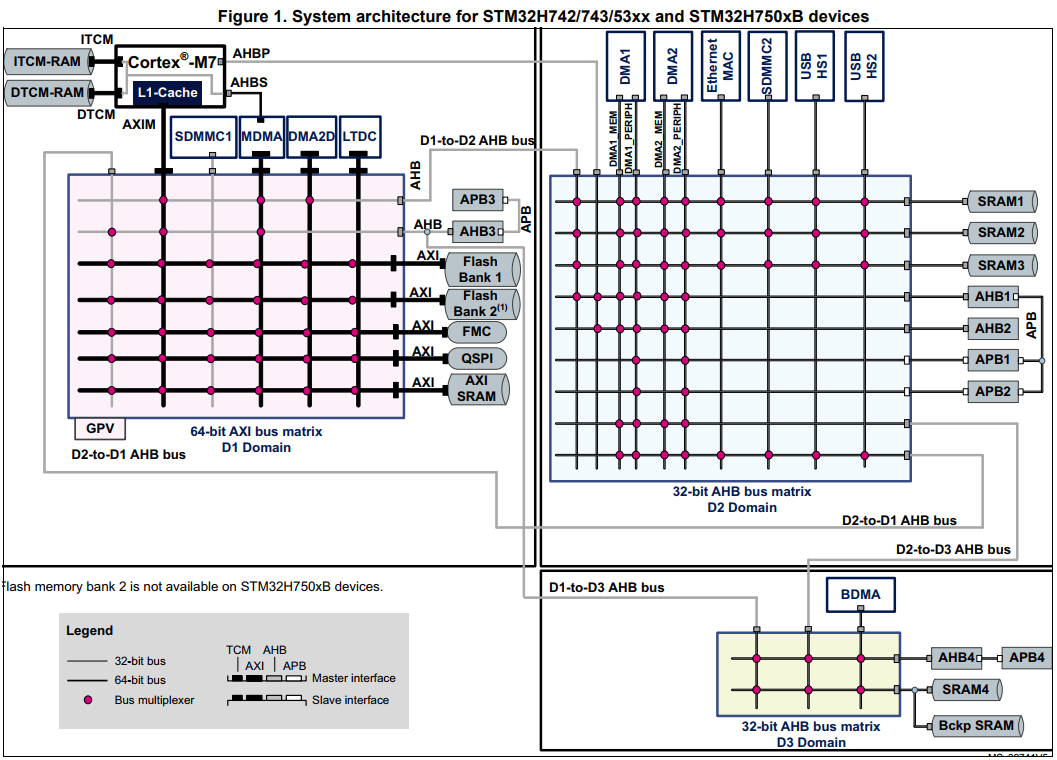 Figure 1. System architecture for STM32H742/743/53xx and STM32H750xB devices
ITCM
ITCM-RAM
Cortex®-M7
AHBP
DTCM-RAM
L1-Cache
AHBS
DTCM
AXIM
SDMMC1
MDMA
DMA2D
LTDC
D1-to-D2 AHB bus
AHB
APB3
APB
AHB
AHB3
AXI
Flash
Bank 1
AXI
Flash
Bank 2(1)
AXI
FMC
AXI
QSPI
AXI
AXI
SRAM
GPV
64-bit AXI bus matrix
D1 Domain
D2-to-D1 AHB bus
DMA1
DMA2
Ethernet
MAC
SDMMC2
USB
HS1
USB
HS2
DMA1_MEM
DMA1_PERIPH
DMA2_MEM
DMA2_PERIPH
SRAM1
SRAM2
SRAM3
AHB1
AHB2
APB
APB1
APB2
32-bit AHB bus matrix
D2 Domain
D2-to-D1 AHB bus
D2-to-D3 AHB bus
Flash memory bank 2 is not available on STM32H750xB devices.
D1-to-D3 AHB bus
BDMA
AHB4
APB4
SRAM4
Bckp SRAM
32-bit AHB bus matrix
D3 Domain
Legend
32-bit bus
64-bit bus
Bus multiplexer
TCM AHB
AXI APB
Master interface
Slave interface